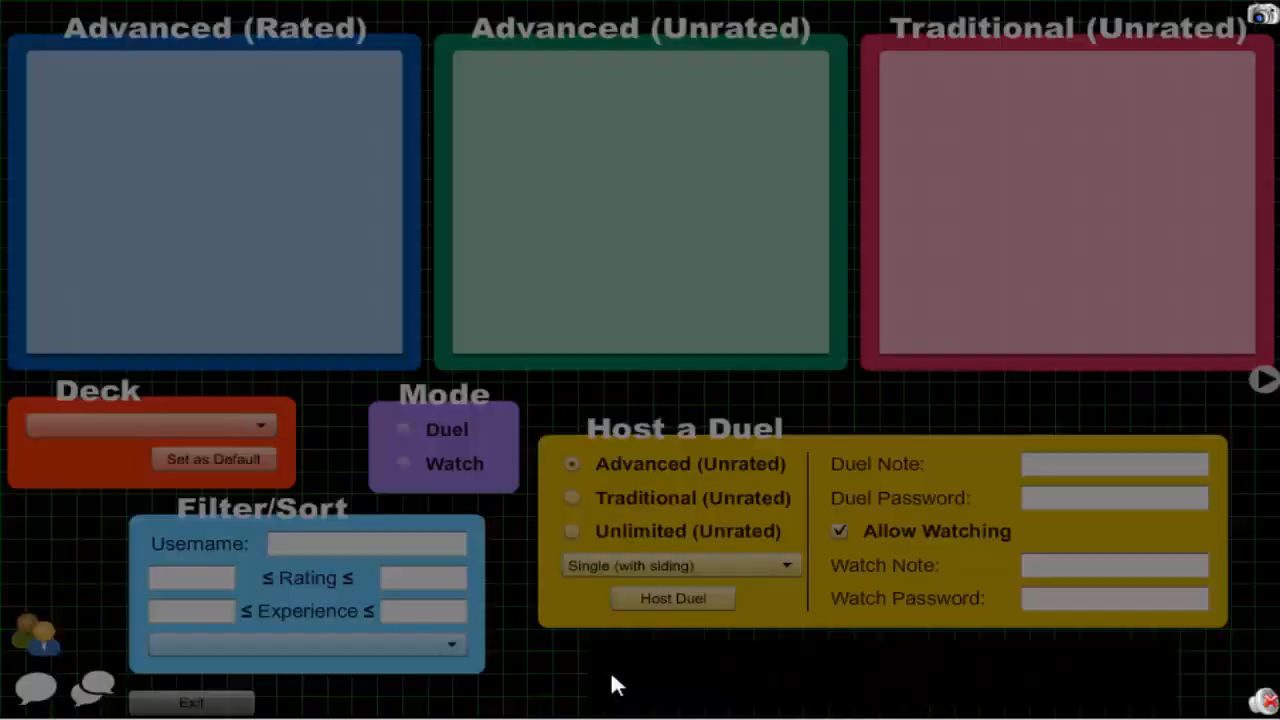 Advanced (Rated)
Advanced (Unrated)
Traditional (Unrated)
Deck
Set as Default
Mode
Duel
Watch
Filter/Sort
Username:
≤ Rating ≤
≤ Experience ≤
Exit
Host a Duel
Advanced (Unrated)
Traditional (Unrated)
Unlimited (Unrated)
Single (with siding)
Host Duel
Duel Note:
Duel Password:
Allow Watching
Watch Note:
Watch Password: